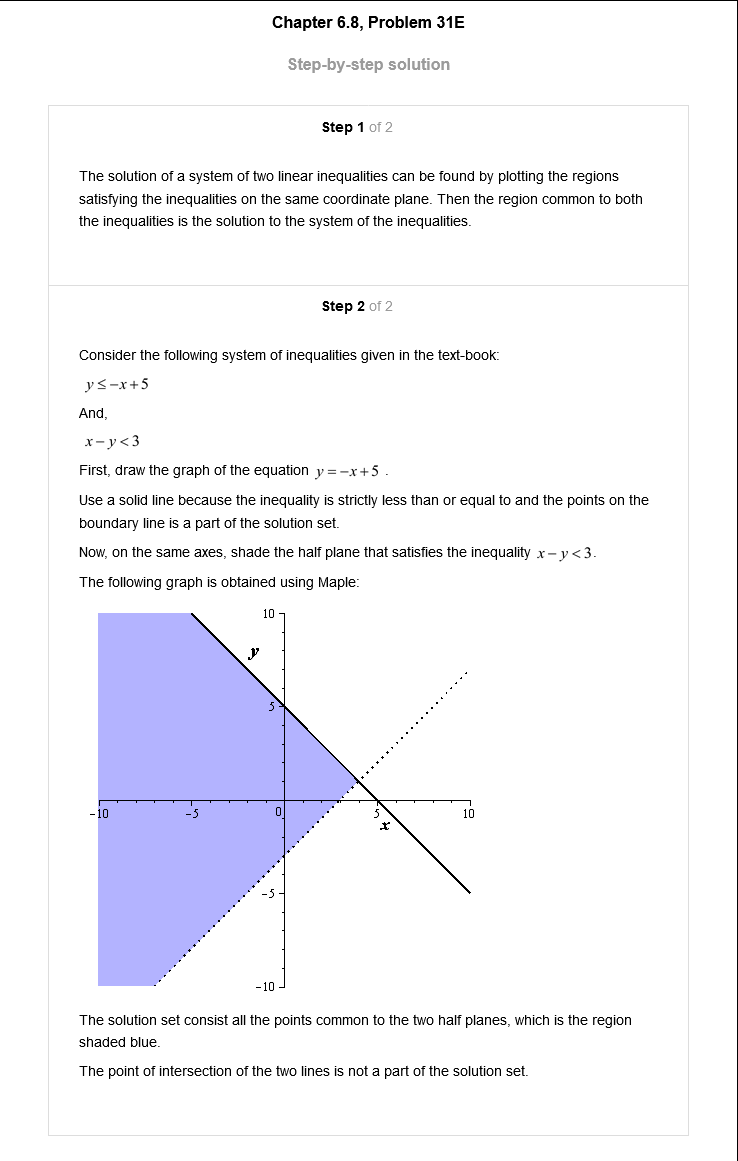 Chapter 6.8, Problem 31E
Step-by-step solution
Step 1 of 2
The solution of a system of two linear inequalities can be found by plotting the regions
satisfying the inequalities on the same coordinate plane. Then the region common to both
the inequalities is the solution to the system of the inequalities.
Step 2 of 2
Consider the following system of inequalities given in the text-book:
y ≤ −x + 5
And,
x − y < 3
First, draw the graph of the equation y = −x + 5 .
Use a solid line because the inequality is strictly less than or equal to and the points on the
boundary line is a part of the solution set.
Now, on the same axes, shade the half plane that satisfies the inequality x − y < 3.
The following graph is obtained using Maple:
10
y
5
-10 -5 0 5 10
x
-5
-10
The solution set consist all the points common to the two half planes, which is the region
shaded blue.
The point of intersection of the two lines is not a part of the solution set.